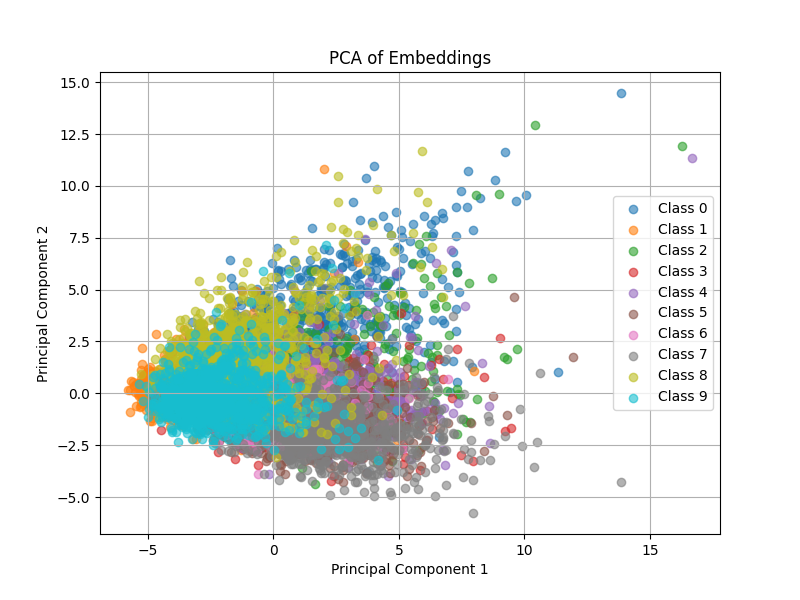 PCA of Embeddings
Principal Component 2
15.0
12.5
10.0
7.5
5.0
2.5
0.0
−2.5
−5.0
Class 0
Class 1
Class 2
Class 3
Class 4
Class 5
Class 6
Class 7
Class 8
Class 9
−5 0 5 10 15
Principal Component 1